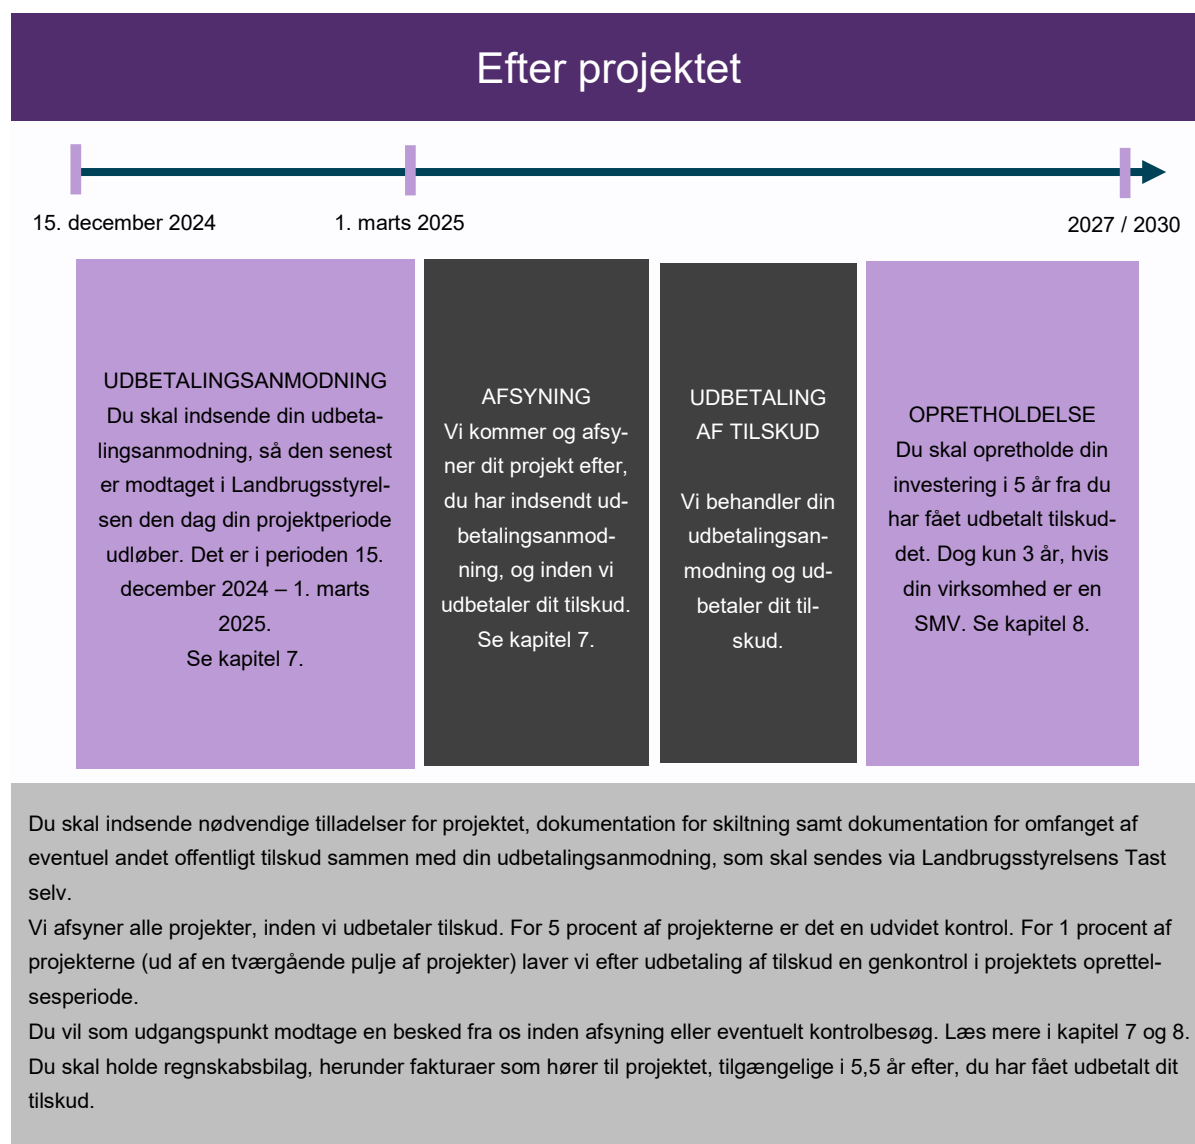 Efter projektet
15. december 2024
1. marts 2025
2027 / 2030
UDBETALINGSANMODNING
Du skal indsende din udbeta-
lingsanmodning, så den senest
er modtaget i Landbrugsstyrel-
sen den dag din projektperiode
udløber. Det er i perioden 15.
december 2024 – 1. marts
2025.
Se kapitel 7.
AFSYNING
Vi kommer og afsy-
ner dit projekt efter,
du har indsendt ud-
betalingsanmod-
ning, og inden vi
udbetaler dit tilskud.
Se kapitel 7.
UDBETALING
AF TILSKUD
Vi behandler din
udbetalingsan-
modning og ud-
betaler dit til-
skud.
OPRETHOLDELSE
Du skal opretholde din
investering i 5 år fra du
har fået udbetalt tilskud-
det. Dog kun 3 år, hvis
din virksomhed er en
SMV. Se kapitel 8.
Du skal indsende nødvendige tilladelser for projektet, dokumentation for skiltning samt dokumentation for omfanget af
eventuel andet offentligt tilskud sammen med din udbetalingsanmodning, som skal sendes via Landbrugsstyrelsens Tast
selv.
Vi afsyner alle projekter, inden vi udbetaler tilskud. For 5 procent af projekterne er det en udvidet kontrol. For 1 procent af
projekterne (ud af en tværgående pulje af projekter) laver vi efter udbetaling af tilskud en genkontrol i projektets oprettel-
sesperiode.
Du vil som udgangspunkt modtage en besked fra os inden afsyning eller eventuelt kontrolbesøg. Læs mere i kapitel 7 og 8.
Du skal holde regnskabsbilag, herunder fakturaer som hører til projektet, tilgængelige i 5,5 år efter, du har fået udbetalt dit
tilskud.